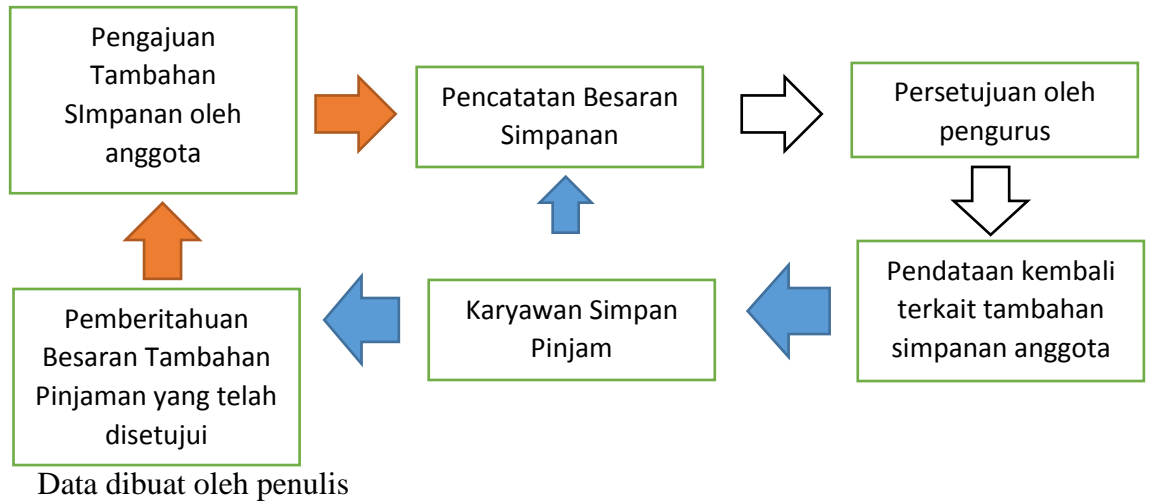 Pengajuan
Tambahan
SImpanan oleh
anggota
Pencatatan Besaran
Simpanan
Persetujuan oleh
pengurus
Pendataan kembali
terkait tambahan
simpanan anggota
Karyawan Simpan
Pinjam
Pemberitahuan
Besaran Tambahan
Pinjaman yang telah
disetujui
Data dibuat oleh penulis